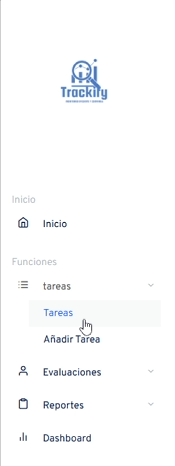 Trackify
Inicio
Inicio
Funciones
tareas
Tareas
Añadir Tarea
Evaluaciones
Reportes
Dashboard